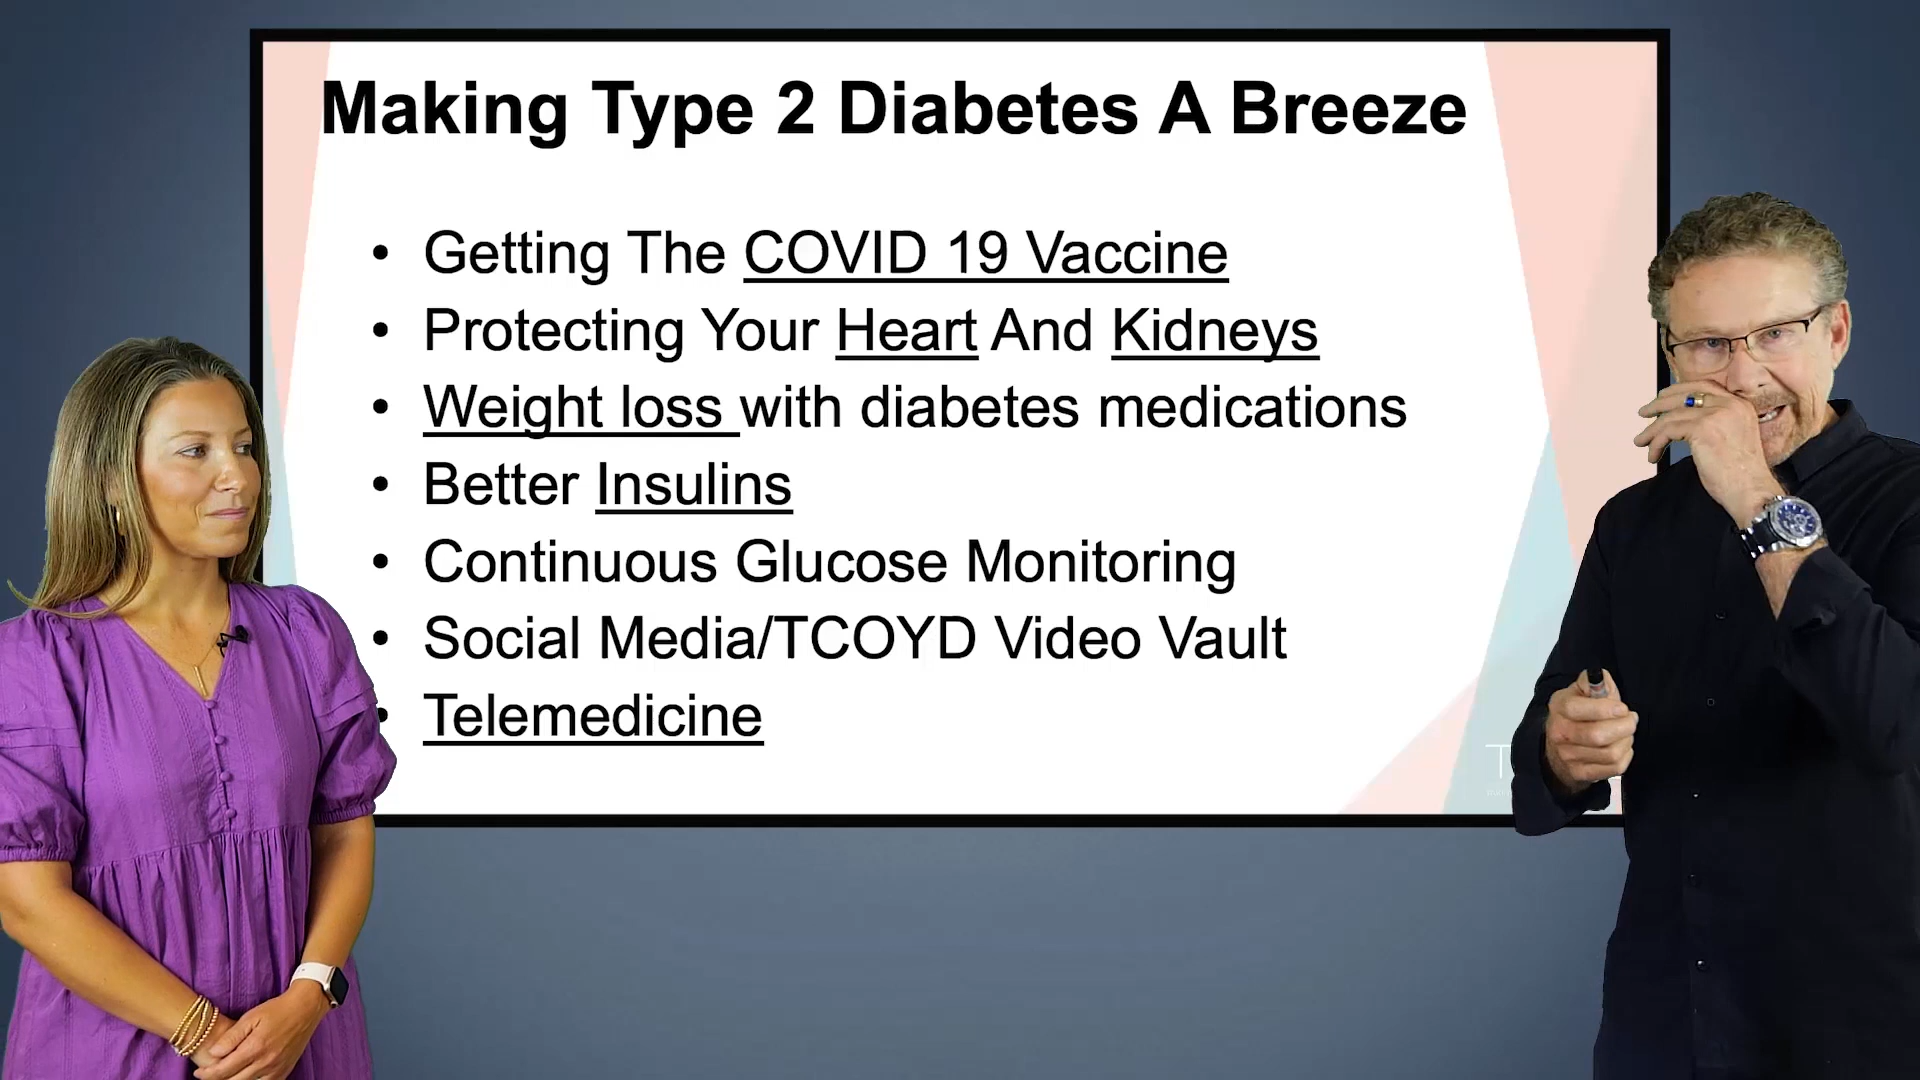 Making Type 2 Diabetes A Breeze
• Getting The COVID 19 Vaccine
• Protecting Your Heart And Kidneys
• Weight loss with diabetes medications
• Better Insulins
• Continuous Glucose Monitoring
• Social Media/TCOYD Video Vault
• Telemedicine